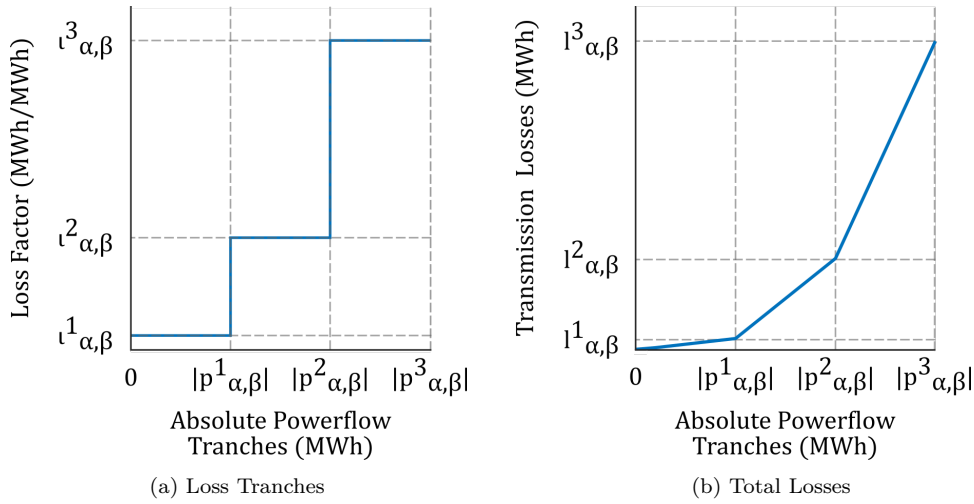 Loss Factor (MWh/MWh)
ι³α,β
ι²α,β
ι¹α,β
0 |p¹α,β| |p²α,β| |p³α,β|
Absolute Powerflow
Tranches (MWh)
(a) Loss Tranches
Transmission Losses (MWh)
l³α,β
l²α,β
l¹α,β
0 |p¹α,β| |p²α,β| |p³α,β|
Absolute Powerflow
Tranches (MWh)
(b) Total Losses